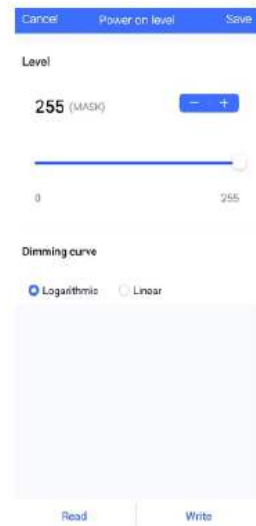 Cancel Power on level Save
Level
255 (MASK) − +
0 255
Dimming curve
Logarithmic Linear
Read Write